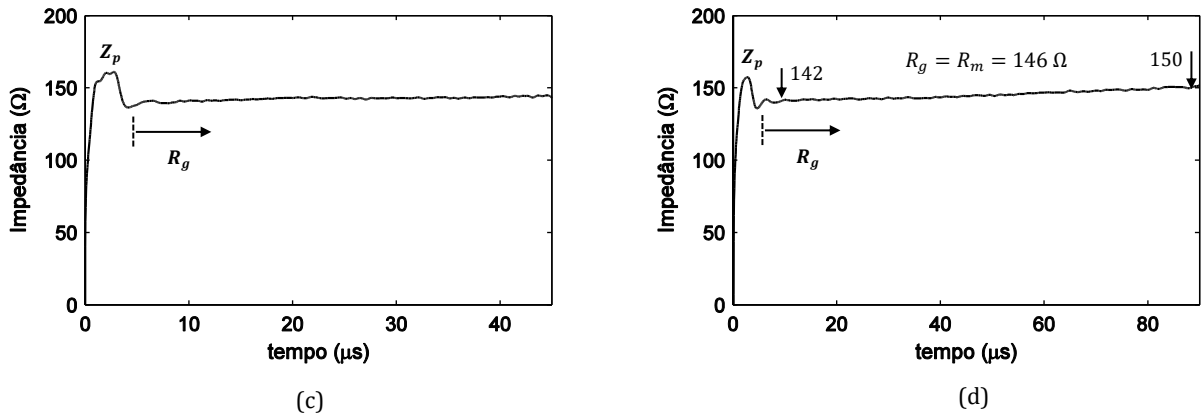 200
150
100
50
0
Impedância (Ω)
Z_p
R_g
0
10
20
30
40
tempo (μs)
(c)
200
150
100
50
0
Impedância (Ω)
Z_p
142
R_g = R_m = 146 Ω
150
R_g
0
20
40
60
80
tempo (μs)
(d)